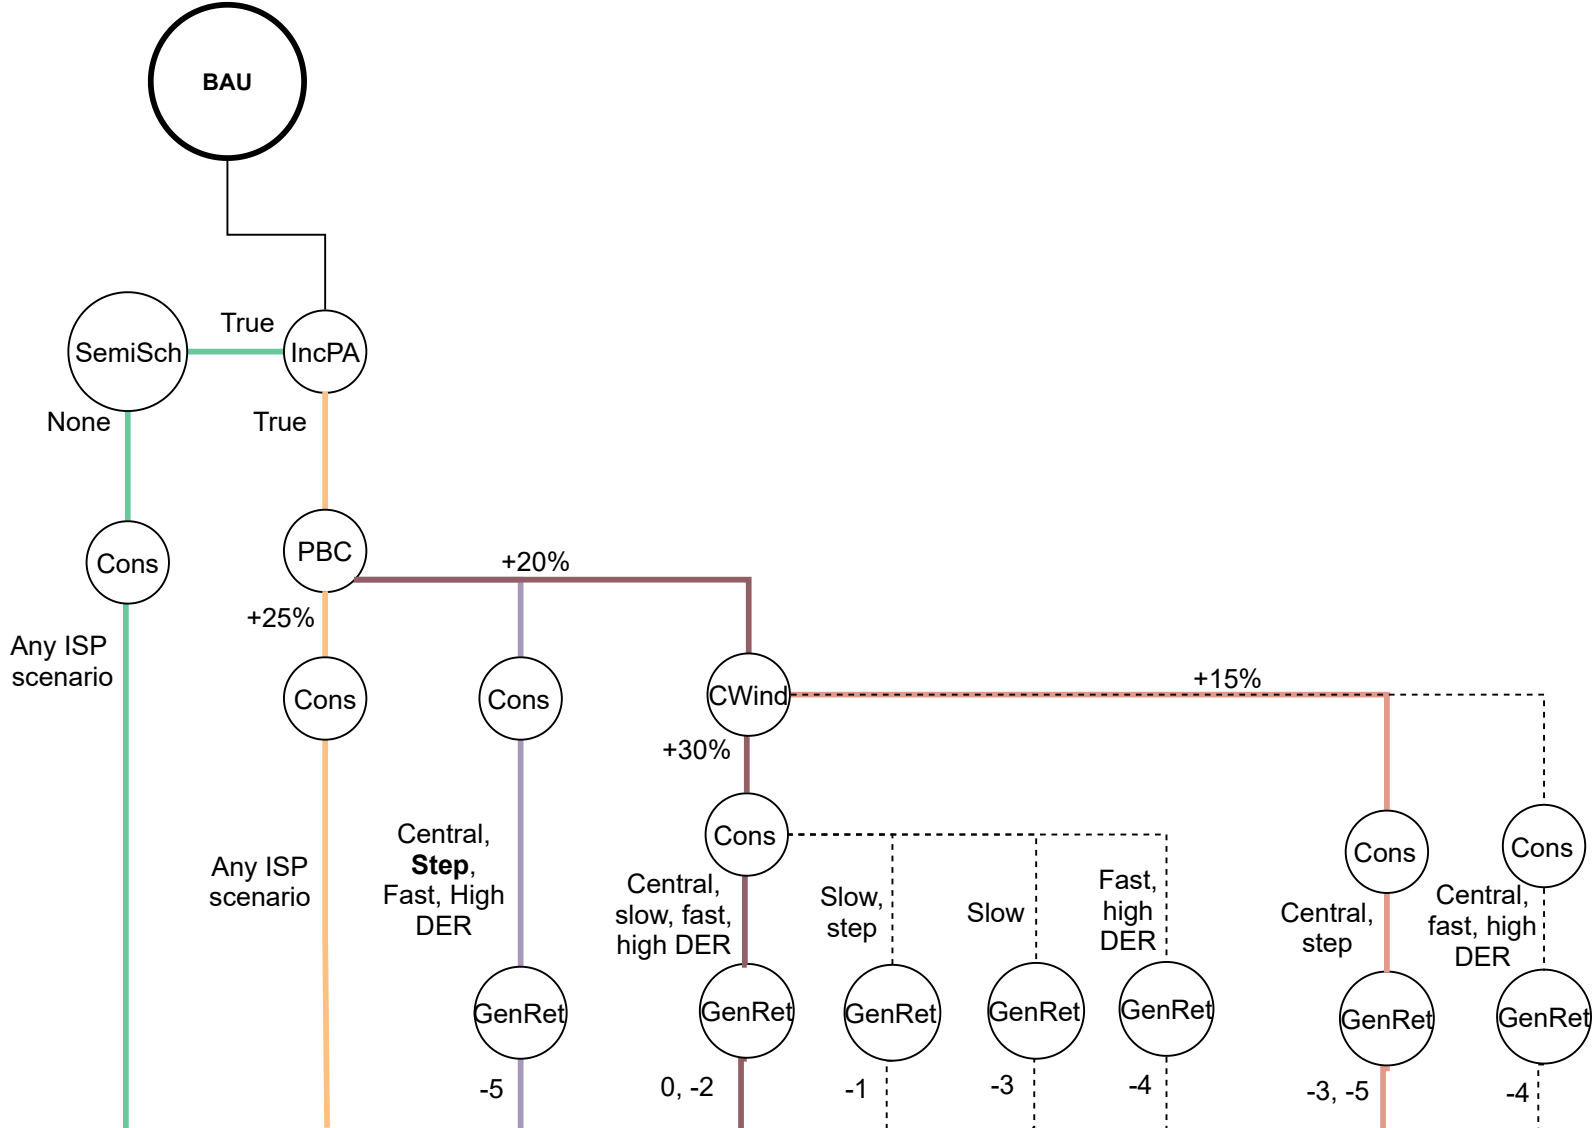 BAU
True
SemiSch
IncPA
None
True
PBC
+20%
Cons
+25%
Any ISP
scenario
+15%
Cons
Cons
CWind
+30%
Central,
Step,
Fast, High
DER
Cons
Cons
Cons
Any ISP
scenario
Central,
slow, fast,
high DER
Slow,
step
Slow
Fast,
high
DER
Central,
step
Central,
fast, high
DER
GenRet
GenRet
GenRet
GenRet
GenRet
GenRet
GenRet
-5
0, -2
-1
-3
-4
-3, -5
-4